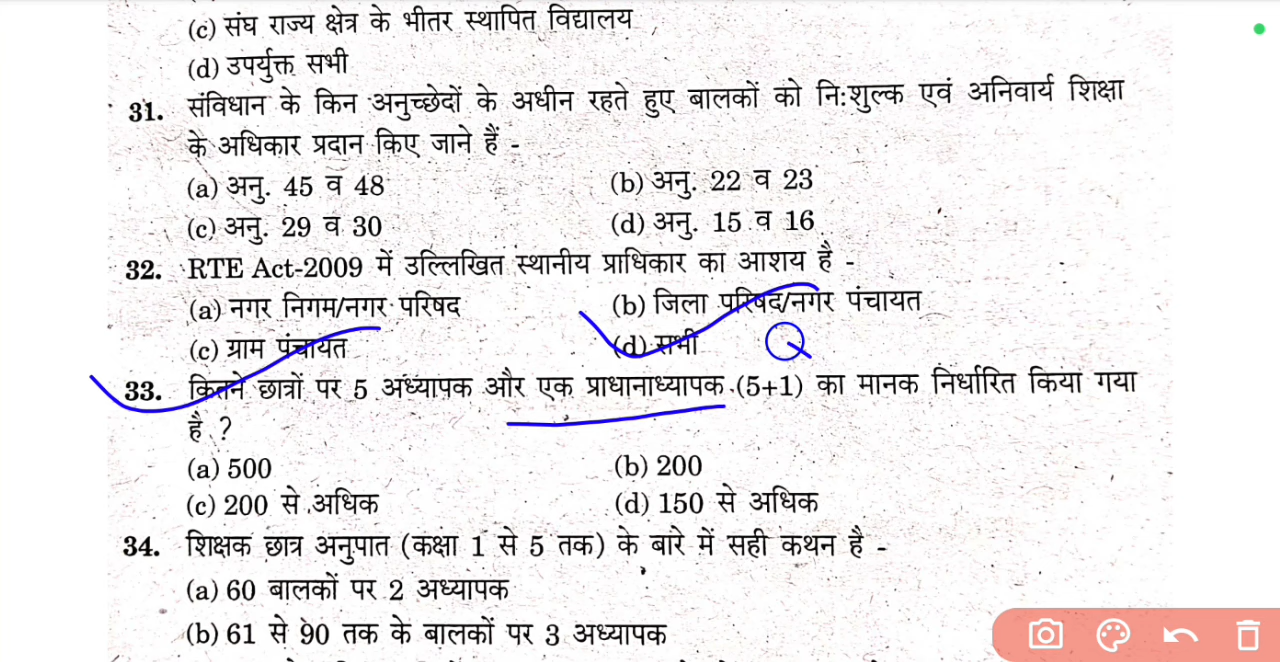 (c) संघ राज्य क्षेत्र के भीतर स्थापित विद्यालय
(d) उपर्युक्त सभी
31. संविधान के किन अनुच्छेदों के अधीन रहते हुए बालकों को नि:शुल्क एवं अनिवार्य शिक्षा
के अधिकार प्रदान किए जाने हैं -
(a) अनु. 45 व 48 (b) अनु. 22 व 23
(c) अनु. 29 व 30 (d) अनु. 15 व 16
32. RTE Act-2009 में उल्लिखित स्थानीय प्राधिकार का आशय है -
(a) नगर निगम/नगर परिषद (b) जिला परिषद/नगर पंचायत
(c) ग्राम पंचायत (d) सभी
33. कितने छात्रों पर 5 अध्यापक और एक प्राधानाध्यापक (5+1) का मानक निर्धारित किया गया
है ?
(a) 500 (b) 200
(c) 200 से अधिक (d) 150 से अधिक
34. शिक्षक छात्र अनुपात (कक्षा 1 से 5 तक) के बारे में सही कथन है -
(a) 60 बालकों पर 2 अध्यापक
(b) 61 से 90 तक के बालकों पर 3 अध्यापक